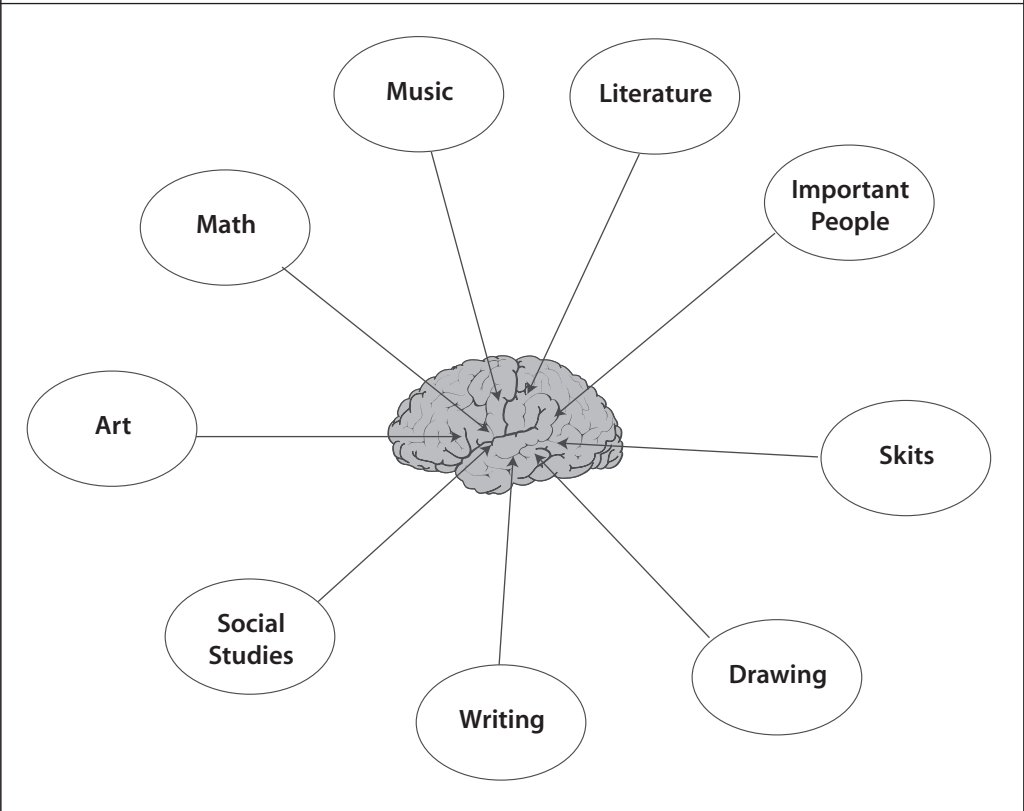 Music
Literature
Important
People
Math
Art
Skits
Social
Studies
Drawing
Writing